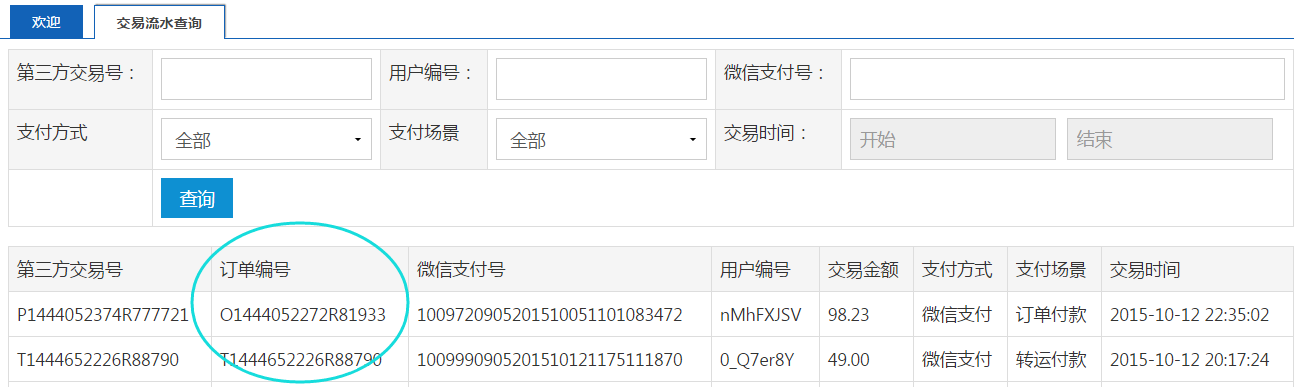 欢迎 交易流水查询
第三方交易号： 用户编号： 微信支付号：
支付方式 全部 支付场景 全部 交易时间： 开始 结束
查询
第三方交易号 订单编号 微信支付号 用户编号 交易金额 支付方式 支付场景 交易时间
P1444052374R777721 O1444052272R81933 1009720905201510051101083472 nMhFXJSV 98.23 微信支付 订单付款 2015-10-12 22:35:02
T1444652226R88790 T1444652226R88790 1009990905201510121175111870 0_Q7er8Y 49.00 微信支付 转运付款 2015-10-12 20:17:24